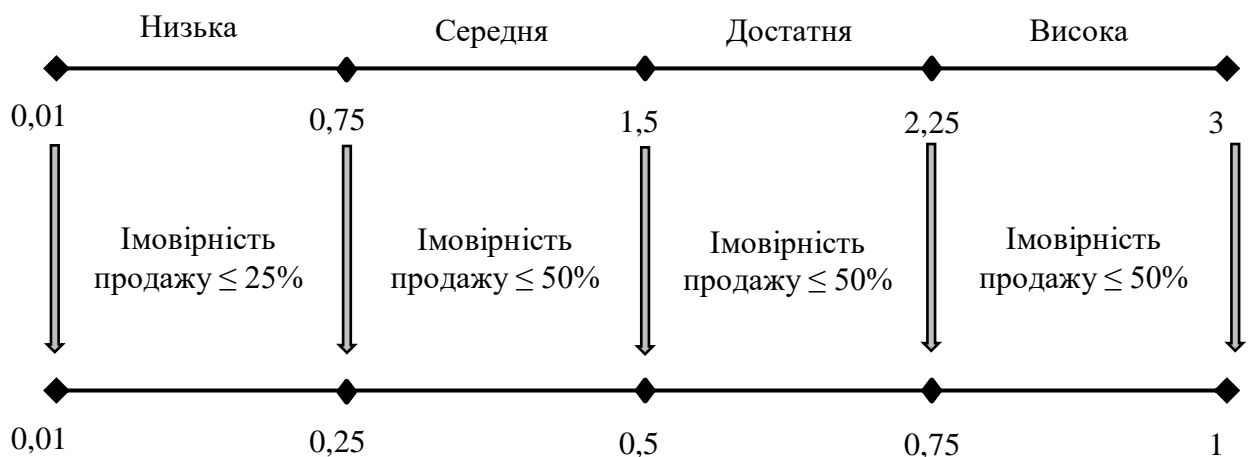 Низька Середня Достатня Висока
0,01 0,75 1,5 2,25 3
Імовірність
продажу ≤ 25%
Імовірність
продажу ≤ 50%
Імовірність
продажу ≤ 50%
Імовірність
продажу ≤ 50%
0,01 0,25 0,5 0,75 1